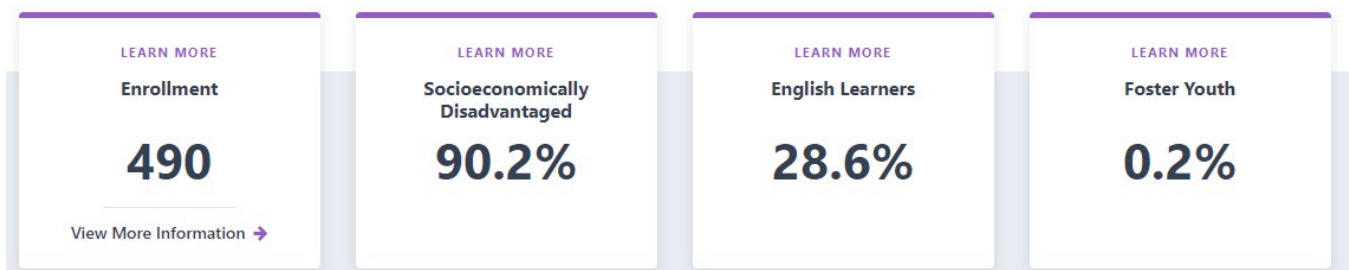 LEARN MORE
Enrollment
490
View More Information
LEARN MORE
Socioeconomically
Disadvantaged
90.2%
LEARN MORE
English Learners
28.6%
LEARN MORE
Foster Youth
0.2%